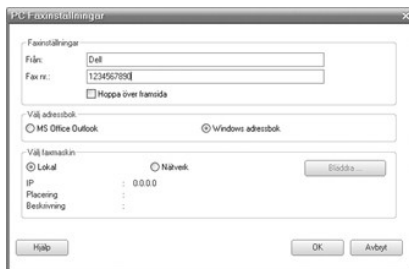 PC Faxinställningar
Faxinställningar
Från: Dell
Fax nr.: 1234567890
Hoppa över framsida
Välj adressbok
MS Office Outlook Windows adressbok
Välj faxmaskin
Lokal Nätverk Bläddra ...
IP : 0.0.0.0
Placering :
Beskrivning :
Hjälp OK Avbryt